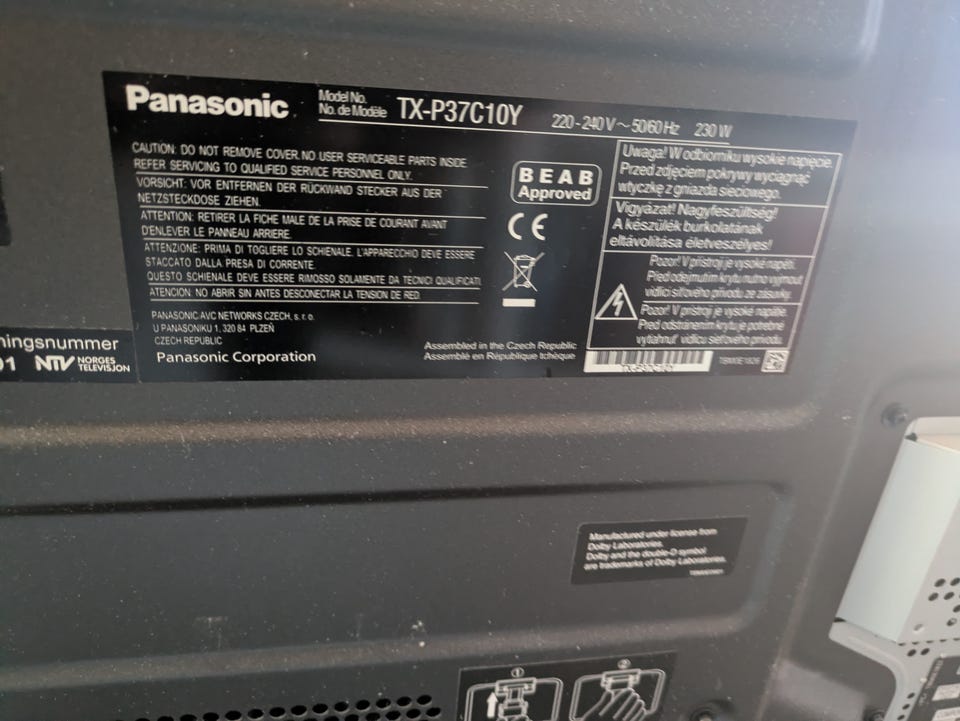 Panasonic
Model No.
No. de Modèle
TX-P37C10Y
220 - 240 V ~ 50/60 Hz 230 W
CAUTION: DO NOT REMOVE COVER. NO USER SERVICEABLE PARTS INSIDE.
REFER SERVICING TO QUALIFIED SERVICE PERSONNEL ONLY.
VORSICHT: VOR ENTFERNEN DER RÜCKWAND STECKER AUS DER
NETZSTECKDOSE ZIEHEN.
ATTENTION: RETIRER LA FICHE MALE DE LA PRISE DE COURANT AVANT
D'ENLEVER LE PANNEAU ARRIERE.
ATTENZIONE: PRIMA DI TOGLIERE LO SCHIENALE. L'APPARECCHIO DEVE ESSERE
STACCATO DALLA PRESA DI CORRENTE.
QUESTO SCHIENALE DEVE ESSERE RIMOSSO SOLAMENTE DA TECNICI QUALIFICATI.
ATENCION: NO ABRIR SIN ANTES DESCONECTAR LA TENSION DE RED.
PANASONIC AVC NETWORKS CZECH, s. r. o.
U PANASONIKU 1, 320 84 PLZEŇ
CZECH REPUBLIC
Panasonic Corporation
BEAB
Approved
CE
Assembled in the Czech Republic
Assemblé en République tchèque
Uwaga! W odbiorniku wysokie napięcie.
Przed zdjęciem pokrywy wyciągnąć
wtyczkę z gniazda sieciowego.
Vigyázat! Nagyfeszültség!
A készülék burkolatának
eltávolítása életveszélyes!
Pozor! V přístroji je vysoké napětí.
Před odejmutím krytu nutno vyjmout
vidlici síťového přívodu ze zásuvky.
Pozor! V prístroji je vysoké napätie.
Pred odstránením krytu je potrebné
vytiahnuť vidlicu sieťového prívodu.
ningsnummer
01 NTV NORGES
TELEVISJON
Manufactured under license from
Dolby Laboratories.
Dolby and the double-D symbol
are trademarks of Dolby Laboratories.
1
2